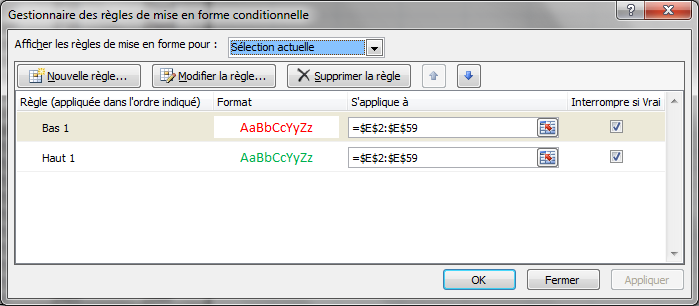 Gestionnaire des règles de mise en forme conditionnelle
Afficher les règles de mise en forme pour : Sélection actuelle
Nouvelle règle... Modifier la règle... Supprimer la règle
Règle (appliquée dans l'ordre indiqué) Format S'applique à Interrompre si Vrai
Bas 1 AaBbCcYyZz =$E$2:$E$59
Haut 1 AaBbCcYyZz =$E$2:$E$59
OK Fermer Appliquer